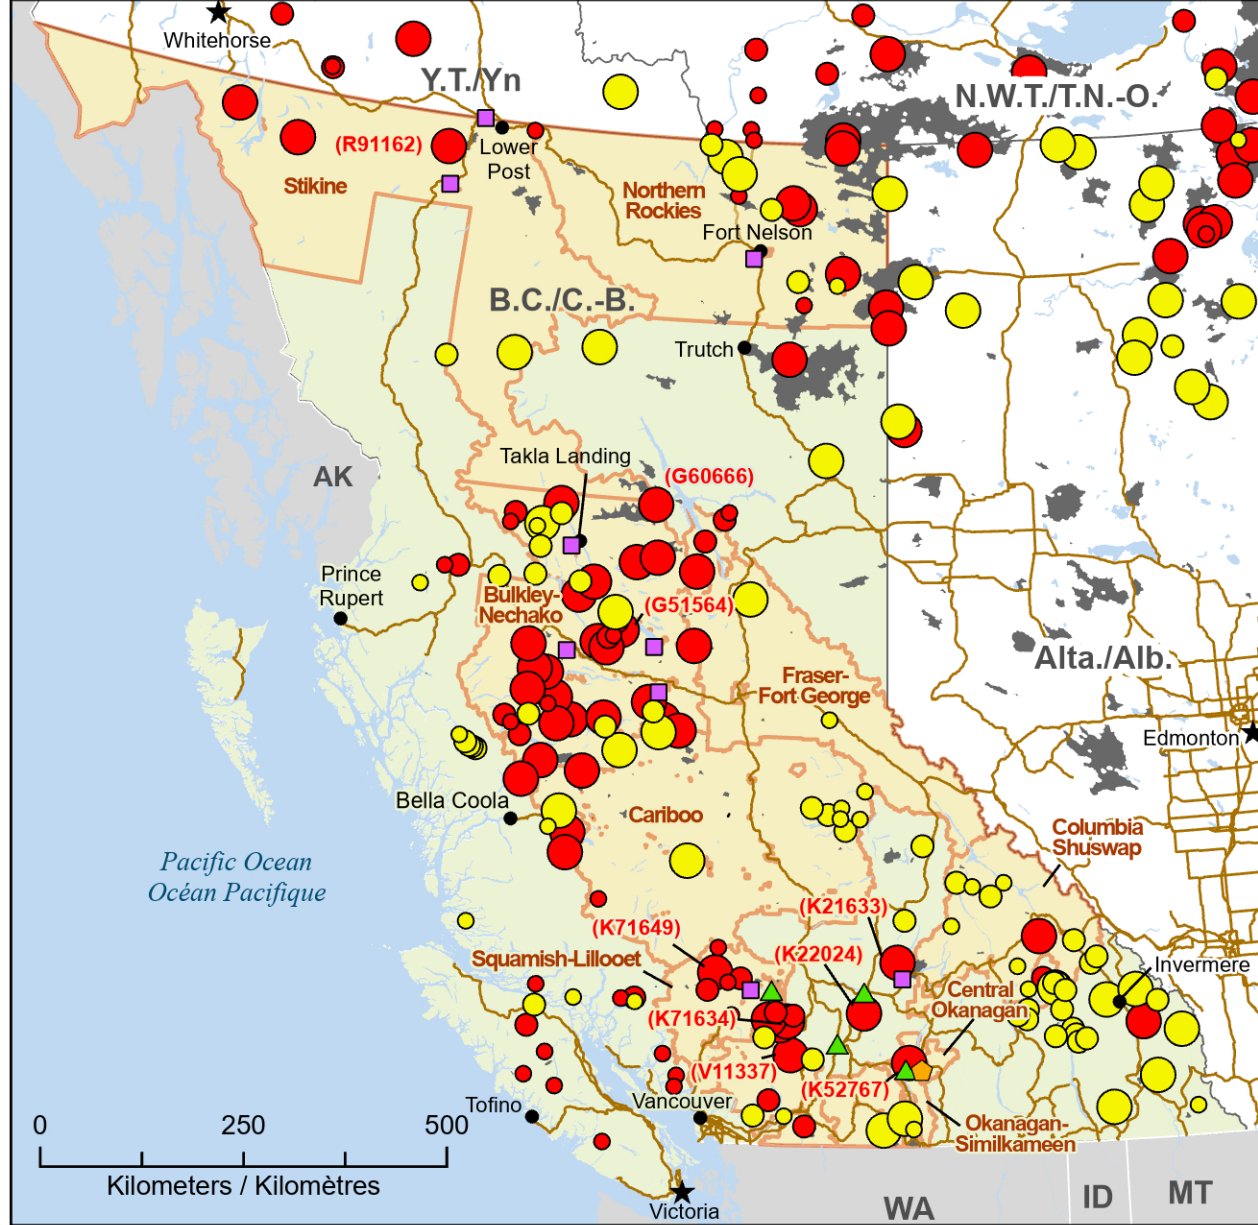 Whitehorse
Y.T./Yn
N.W.T./T.N.-O.
(R91162)
Lower
Post
Stikine
Northern
Rockies
Fort Nelson
B.C./C.-B.
Trutch
Takla Landing
AK
(G60666)
Prince
Rupert
Bulkley-
Nechako
(G51564)
Alta./Alb.
Fraser-
Fort George
Edmonton
Bella Coola
Cariboo
Columbia
Shuswap
Pacific Ocean
Océan Pacifique
(K21633)
(K71649)
(K22024)
Squamish-Lillooet
Invermere
Central
Okanagan
(K71634)
(V11337)
(K52767)
Vancouver
Tofino
Okanagan-
Similkameen
0 250 500
Kilometers / Kilomètres
Victoria
WA
ID
MT